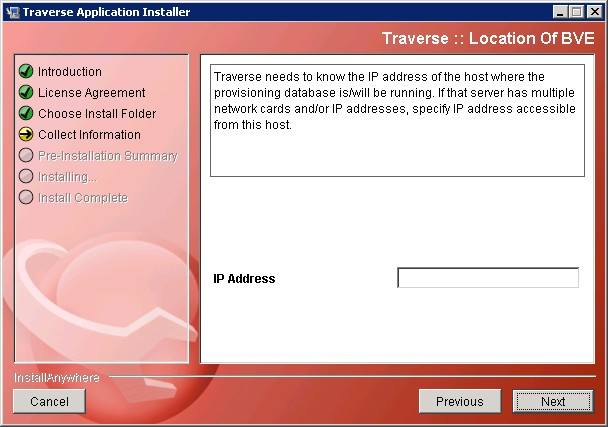 Traverse Application Installer
Traverse :: Location Of BVE
Introduction
License Agreement
Choose Install Folder
Collect Information
Pre-Installation Summary
Installing...
Install Complete
Traverse needs to know the IP address of the host where the
provisioning database is/will be running. If that server has multiple
network cards and/or IP addresses, specify IP address accessible
from this host.
IP Address
InstallAnywhere
Cancel
Previous
Next